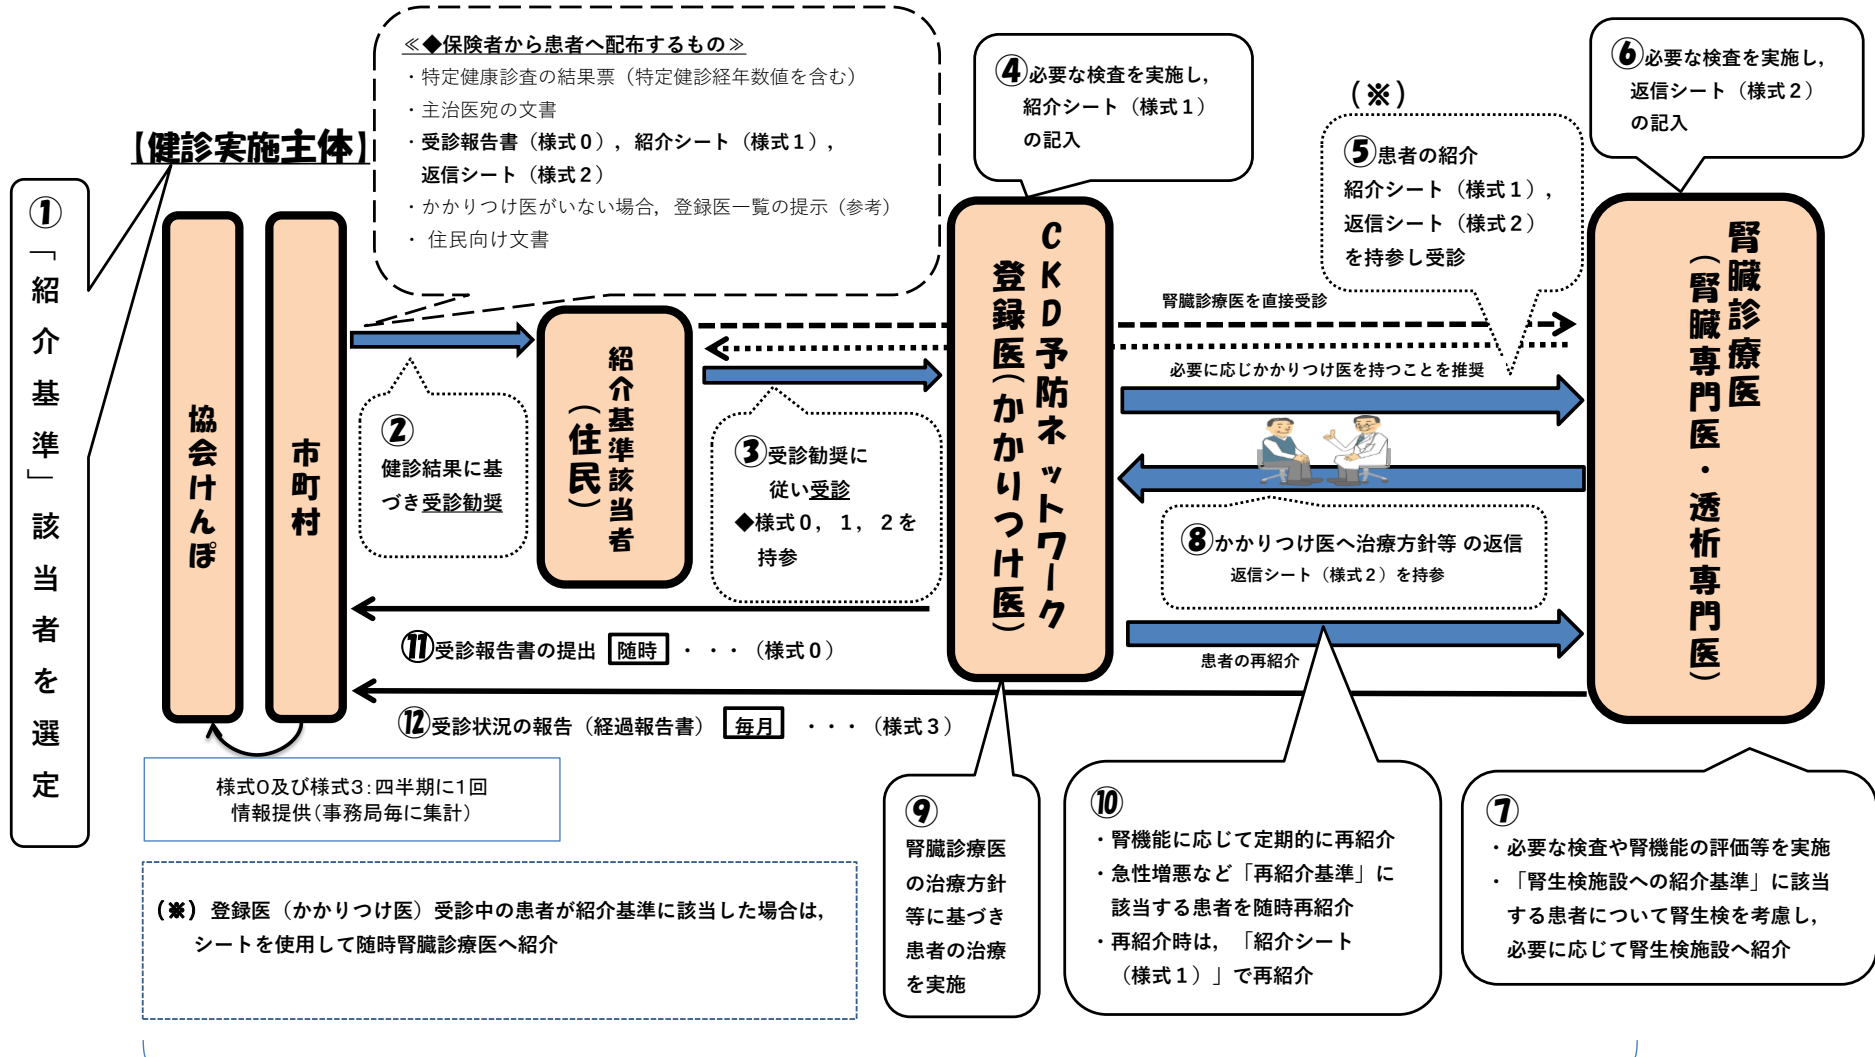 ≪◆保険者から患者へ配布するもの≫
・特定健康診査の結果票（特定健診経年数値を含む）
・主治医宛の文書
・受診報告書（様式０），紹介シート（様式１），
返信シート（様式２）
・かかりつけ医がいない場合，登録医一覧の提示（参考）
・ 住民向け文書
④必要な検査を実施し，
紹介シート（様式１）
の記入
（※）
⑤患者の紹介
紹介シート（様式１），
返信シート（様式２）
を持参し受診
⑥必要な検査を実施し，
返信シート（様式２）
の記入
【健診実施主体】
①「紹介基準」該当者を選定
協会けんぽ
市町村
②
健診結果に基
づき受診勧奨
紹介基準該当者
（住民）
③受診勧奨に
従い受診
◆様式０，１，２を
持参
CKD予防ネットワーク
登録医（かかりつけ医）
腎臓診療医を直接受診
必要に応じかかりつけ医を持つことを推奨
腎臓診療医
（腎臓専門医・透析専門医）
⑧かかりつけ医へ治療方針等 の返信
返信シート（様式２）を持参
患者の再紹介
⑪受診報告書の提出 随時 ・・・（様式０）
⑫受診状況の報告（経過報告書） 毎月 ・・・（様式３）
様式０及び様式３：四半期に１回
情報提供（事務局毎に集計）
（※）登録医（かかりつけ医）受診中の患者が紹介基準に該当した場合は，
シートを使用して随時腎臓診療医へ紹介
⑨
腎臓診療医
の治療方針
等に基づき
患者の治療
を実施
⑩
・腎機能に応じて定期的に再紹介
・急性増悪など「再紹介基準」に
該当する患者を随時再紹介
・再紹介時は，「紹介シート
（様式１）」で再紹介
⑦
・必要な検査や腎機能の評価等を実施
・「腎生検施設への紹介基準」に該当
する患者について腎生検を考慮し，
必要に応じて腎生検施設へ紹介